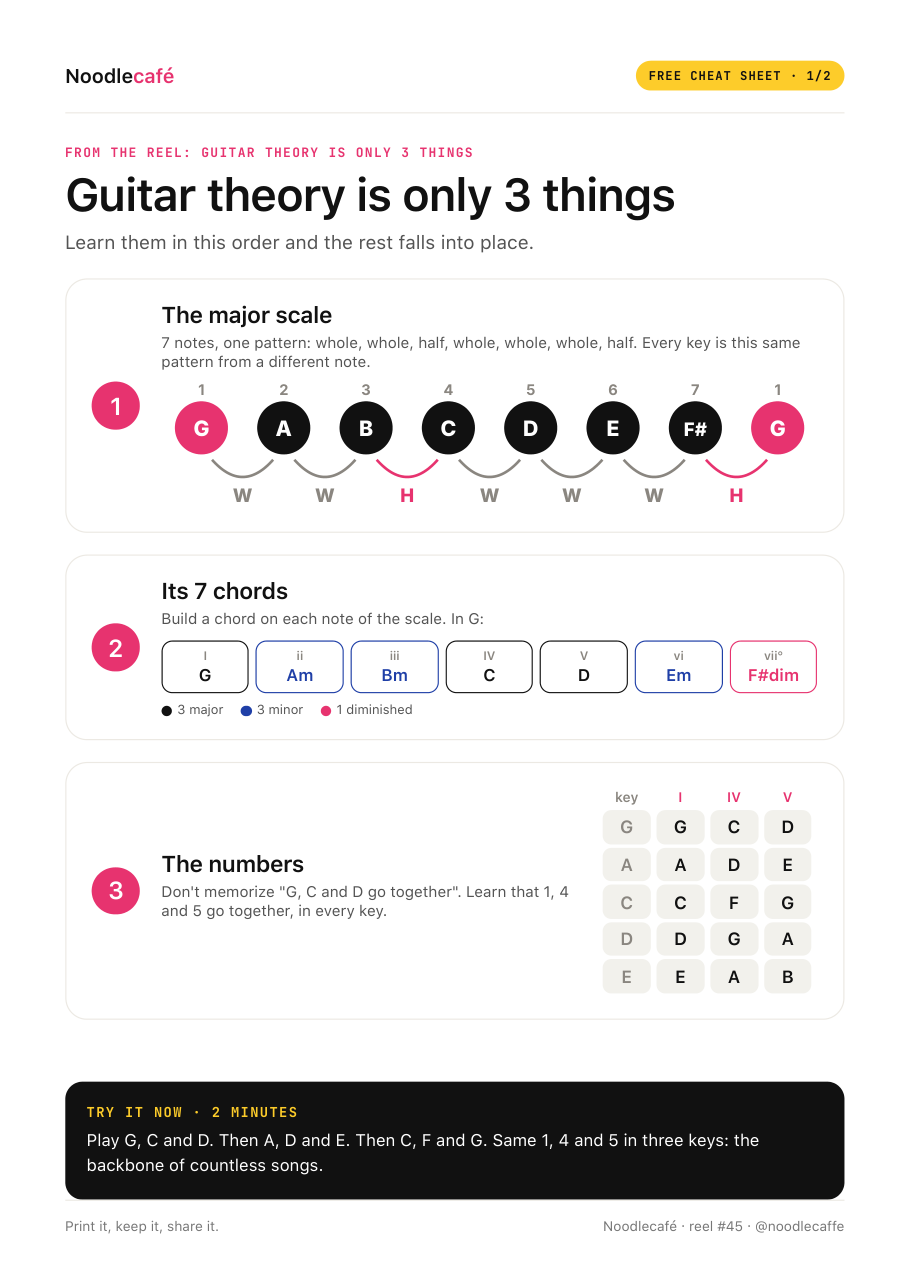 Noodlecafé
FREE CHEAT SHEET · 1/2
FROM THE REEL: GUITAR THEORY IS ONLY 3 THINGS
Guitar theory is only 3 things
Learn them in this order and the rest falls into place.
1
The major scale
7 notes, one pattern: whole, whole, half, whole, whole, whole, half. Every key is this same
pattern from a different note.
1 2 3 4 5 6 7 1
G A B C D E F# G
W W H W W W H
2
Its 7 chords
Build a chord on each note of the scale. In G:
I ii iii IV V vi vii°
G Am Bm C D Em F#dim
3 major 3 minor 1 diminished
3
The numbers
Don't memorize "G, C and D go together". Learn that 1, 4
and 5 go together, in every key.
key I IV V
G G C D
A A D E
C C F G
D D G A
E E A B
TRY IT NOW · 2 MINUTES
Play G, C and D. Then A, D and E. Then C, F and G. Same 1, 4 and 5 in three keys: the
backbone of countless songs.
Print it, keep it, share it.
Noodlecafé · reel #45 · @noodlecaffe